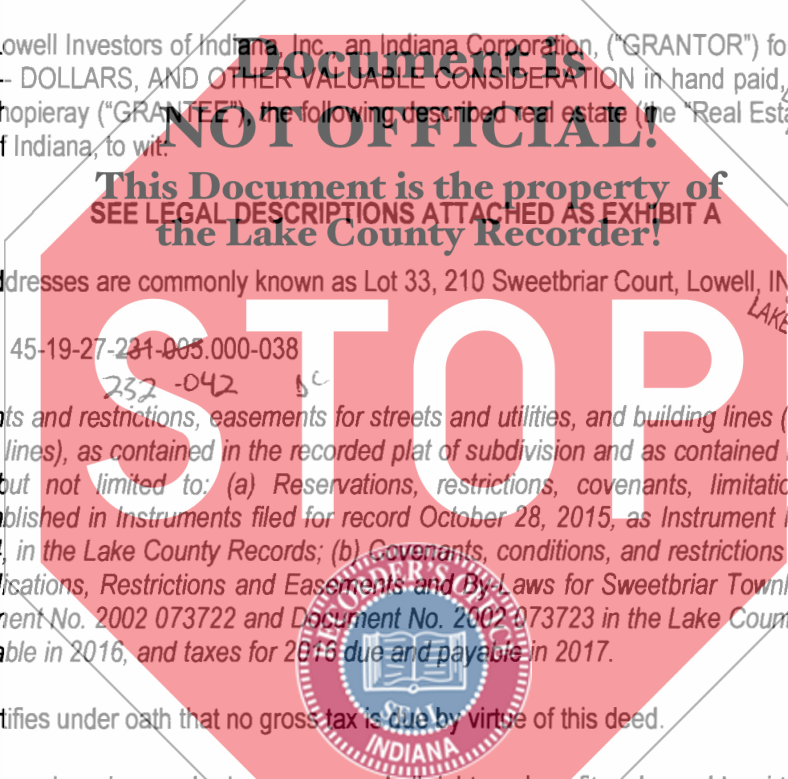 owell Investors of Indiana, Inc., an Indiana Corporation, ("GRANTOR") fo
Document is
-- DOLLARS, AND OTHER VALUABLE CONSIDERATION in hand paid,
hopieray ("GRANTEE"), the following described real estate (the "Real Esta
NOT OFFICIAL!
f Indiana, to wit:
This Document is the property of
SEE LEGAL DESCRIPTIONS ATTACHED AS EXHIBIT A
the Lake County Recorder!
ddresses are commonly known as Lot 33, 210 Sweetbriar Court, Lowell, IN
LAKE
STOP
45-19-27-231-005.000-038
232 -042 DC
nts and restrictions, easements for streets and utilities, and building lines (
lines), as contained in the recorded plat of subdivision and as contained
but not limited to: (a) Reservations, restrictions, covenants, limitatio
blished in Instruments filed for record October 28, 2015, as Instrument
, in the Lake County Records; (b) Covenants, conditions, and restrictions
lications, Restrictions and Easements and By-Laws for Sweetbriar Town
ment No. 2002 073722 and Document No. 2002 073723 in the Lake Coun
able in 2016, and taxes for 2016 due and payable in 2017.
SEAL
tifies under oath that no gross tax is due by virtue of this deed.
INDIANA